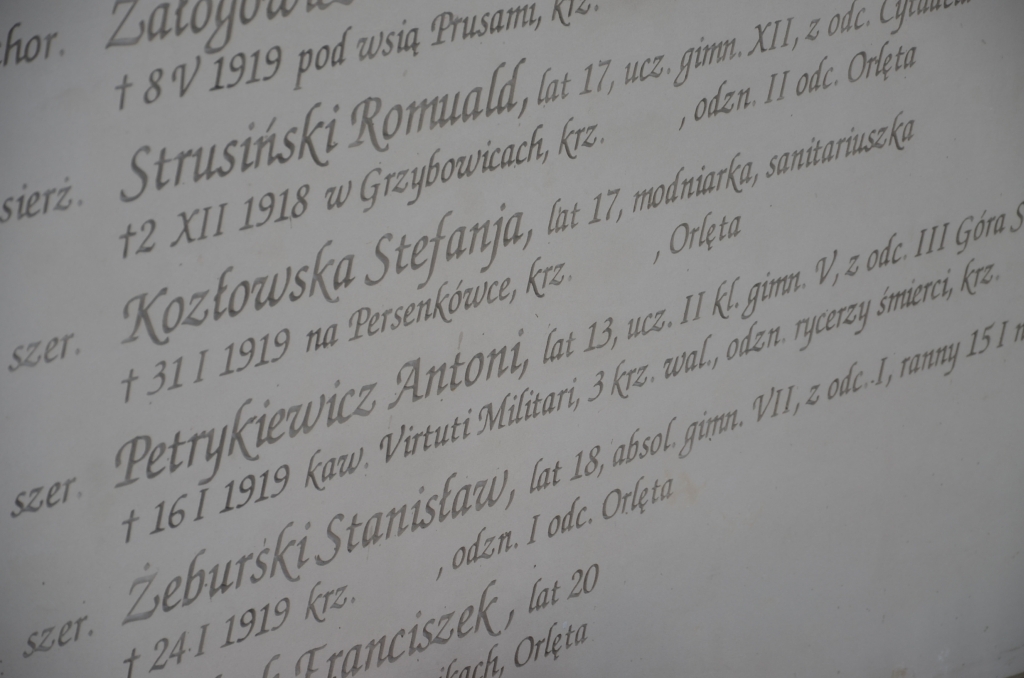 chor. Załogowicz
† 8 V 1919 pod wsią Prusami, krz.
sierż. Strusiński Romuald, lat 17, ucz. gimn. XII, z odc. Cytadela
†2 XII 1918 w Grzybowicach, krz. , odzn. II odc. Orlęta
szer. Kozłowska Stefanja, lat 17, modniarka, sanitariuszka
† 31 I 1919 na Persenkówce, krz. , Orlęta
szer. Petrykiewicz Antoni, lat 13, ucz. II kl. gimn. V, z odc. III Góra S
† 16 I 1919 kaw. Virtuti Militari, 3 krz. wal., odzn. rycerzy śmierci, krz.
szer. Żeburski Stanisław, lat 18, absol. gimn. VII, z odc. I, ranny 15 I
† 24 I 1919 krz. , odzn. I odc. Orlęta
Franciszek, lat 20
Orlęta